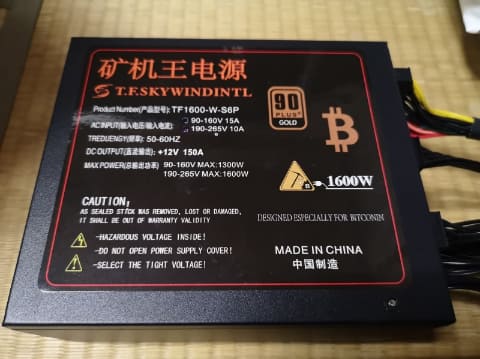 矿机王电源
T.F.SKYWINDINTL
Product Number(产品型号): TF1600-W-S6P
AC INPUT(输入电压/输入电流): 90-160V 15A
190-265V 10A
TREDUENGY(频率): 50-60HZ
DC OUTPUT(直流输出): +12V 150A
MAX.POWER(总输出功率): 90-160V MAX:1300W
190-265V MAX:1600W
90
PLUS
GOLD
1600W
CAUTION,
AS SEALED STICK WAS REMOVED, LOST OR DAMAGED,
IT SHALL BE OUT OF WARRANTY VALIDITY
DESIGNED ESPECIALLY FOR BITCONIN
-HAZARDOUS VOLTAGE INSIDE!
-DO NOT OPEN POWER SUPPLY COVER!
-SELECT THE TIGHT VOLTAGE!
MADE IN CHINA
中国制造